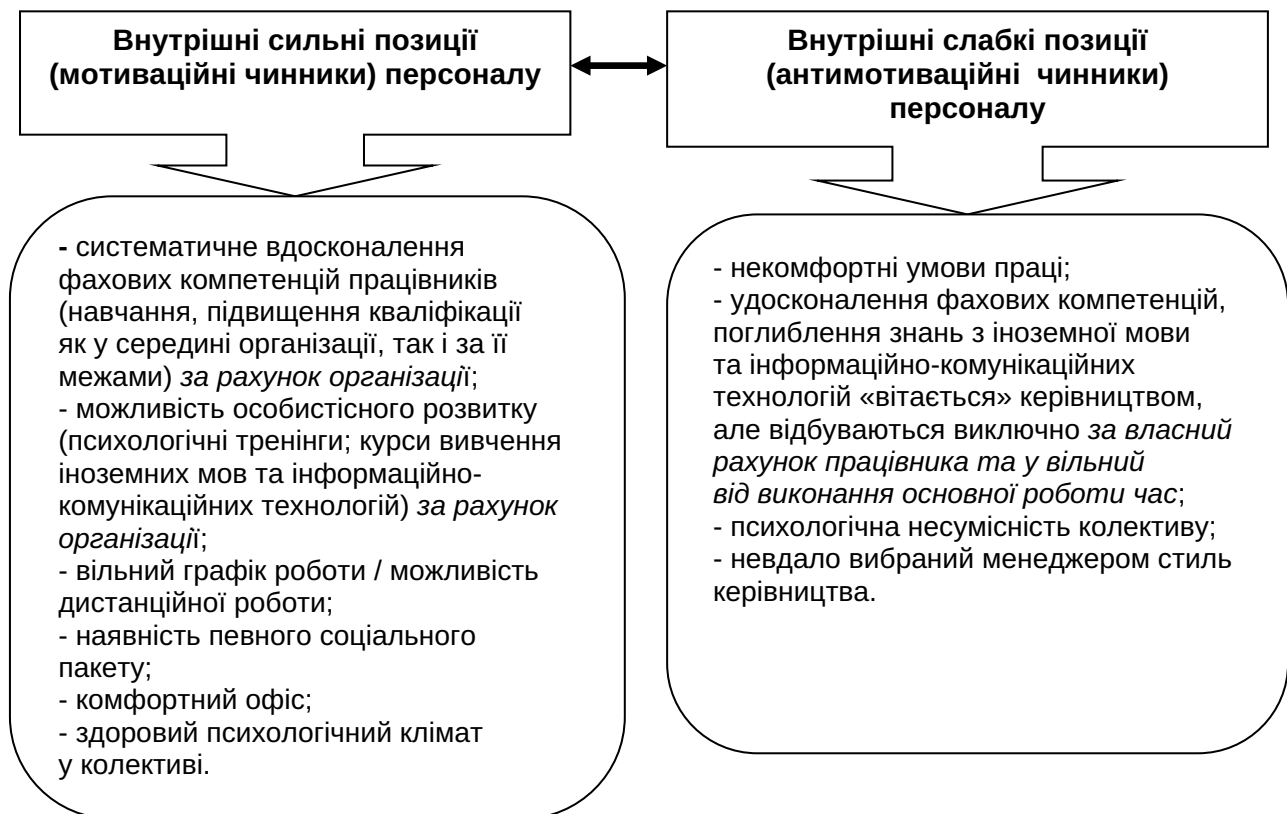 Внутрішні сильні позиції
(мотиваційні чинники) персоналу
Внутрішні слабкі позиції
(антимотиваційні чинники)
персоналу
- систематичне вдосконалення
фахових компетенцій працівників
(навчання, підвищення кваліфікації
як у середині організації, так і за її
межами) за рахунок організації;
- можливість особистісного розвитку
(психологічні тренінги; курси вивчення
іноземних мов та інформаційно-
комунікаційних технологій) за рахунок
організації;
- вільний графік роботи / можливість
дистанційної роботи;
- наявність певного соціального
пакету;
- комфортний офіс;
- здоровий психологічний клімат
у колективі.
- некомфортні умови праці;
- удосконалення фахових компетенцій,
поглиблення знань з іноземної мови
та інформаційно-комунікаційних
технологій «вітається» керівництвом,
але відбуваються виключно за власний
рахунок працівника та у вільний
від виконання основної роботи час;
- психологічна несумісність колективу;
- невдало вибраний менеджером стиль
керівництва.